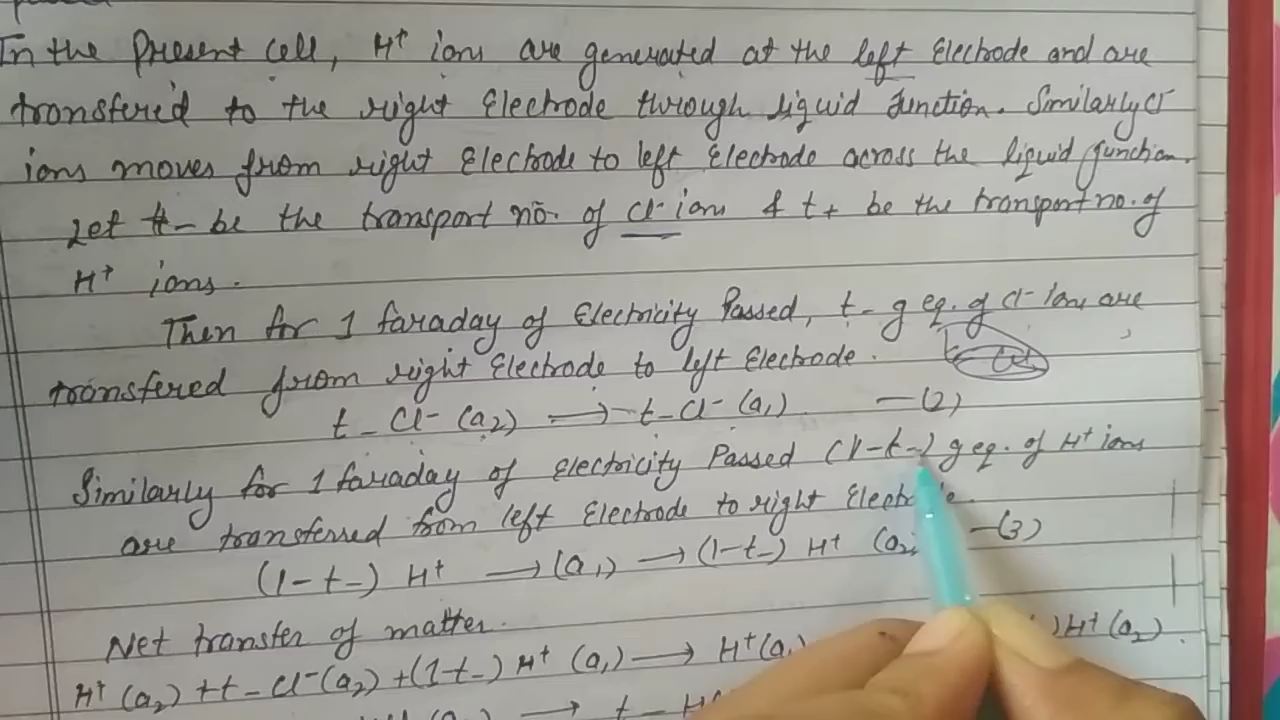 In the Present cell, H⁺ ions are generated at the left Electrode and are
transfered to the right Electrode through liquid Junction. Similarly Cl⁻
ions moves from right Electrode to left Electrode across the liquid junction.
Let t- be the transport no. of Cl⁻ ions & t+ be the transport no. of
H⁺ ions.
Then for 1 faraday of Electricity Passed, t- g eq. of Cl⁻ ions are
transfered from right Electrode to left Electrode.
t- Cl⁻ (a₂) → t- Cl⁻ (a₁) —(2)
Similarly for 1 faraday of Electricity Passed (1-t-) g eq. of H⁺ ions
are transferred from left Electrode to right
(1-t-) H⁺ → (a₁) → (1-t-) H⁺ (a₂ —(3)
Net transfer of matter.
H⁺ (a₂) + t- Cl⁻ (a₂) + (1-t-) H⁺ (a₁) → H⁺ (a₁ ) H⁺ (a₂).
→ t-